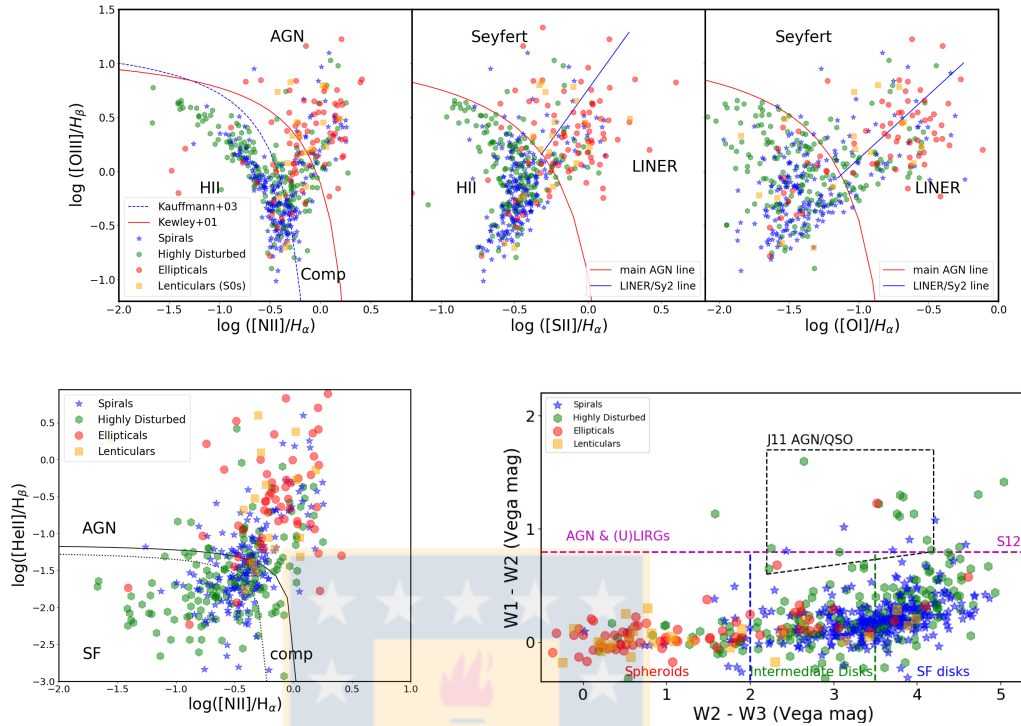 AGN
Seyfert
Seyfert
HII
HII
LINER
LINER
Comp
Kauffmann+03
Kewley+01
Spirals
Highly Disturbed
Ellipticals
Lenticulars (S0s)
main AGN line
LINER/Sy2 line
main AGN line
LINER/Sy2 line
1.5
1.0
0.5
0.0
−0.5
−1.0
log ([OIII]/Hβ)
−2.0 −1.5 −1.0 −0.5 0.0 0.5
−1.0 −0.5 0.0 0.5
−2.0 −1.5 −1.0 −0.5 0.0
log ([NII]/Hα)
log ([SII]/Hα)
log ([OI]/Hα)
Spirals
Highly Disturbed
Ellipticals
Lenticulars
AGN
SF
comp
0.5
0.0
−0.5
−1.0
−1.5
−2.0
−2.5
−3.0
log([HeII]/Hβ)
−2.0 −1.5 −1.0 −0.5 0.0 0.5 1.0
log([NII]/Hα)
Spirals
Highly Disturbed
Ellipticals
Lenticulars
J11 AGN/QSO
AGN & (U)LIRGs
S12
Spheroids
Intermediate Disks
SF disks
2
1
0
W1 - W2 (Vega mag)
0 1 2 3 4 5
W2 - W3 (Vega mag)